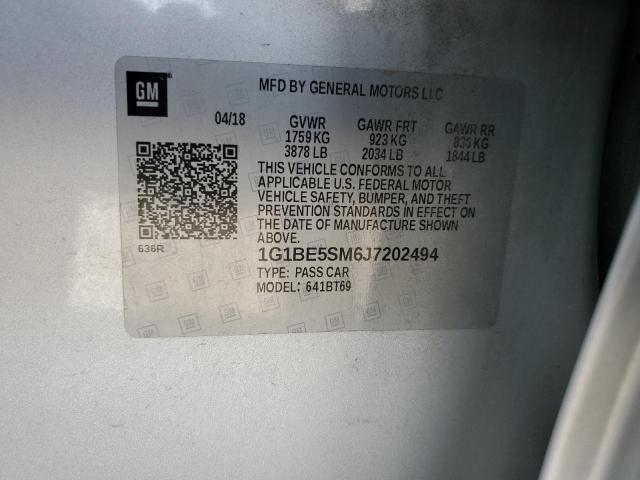 GM
MFD BY GENERAL MOTORS LLC
04/18 GVWR GAWR FRT GAWR RR
1759 KG 923 KG 836 KG
3878 LB 2034 LB 1844 LB
THIS VEHICLE CONFORMS TO ALL
APPLICABLE U.S. FEDERAL MOTOR
VEHICLE SAFETY, BUMPER, AND THEFT
PREVENTION STANDARDS IN EFFECT ON
THE DATE OF MANUFACTURE SHOWN
ABOVE.
636R
1G1BE5SM6J7202494
TYPE: PASS CAR
MODEL: 641BT69